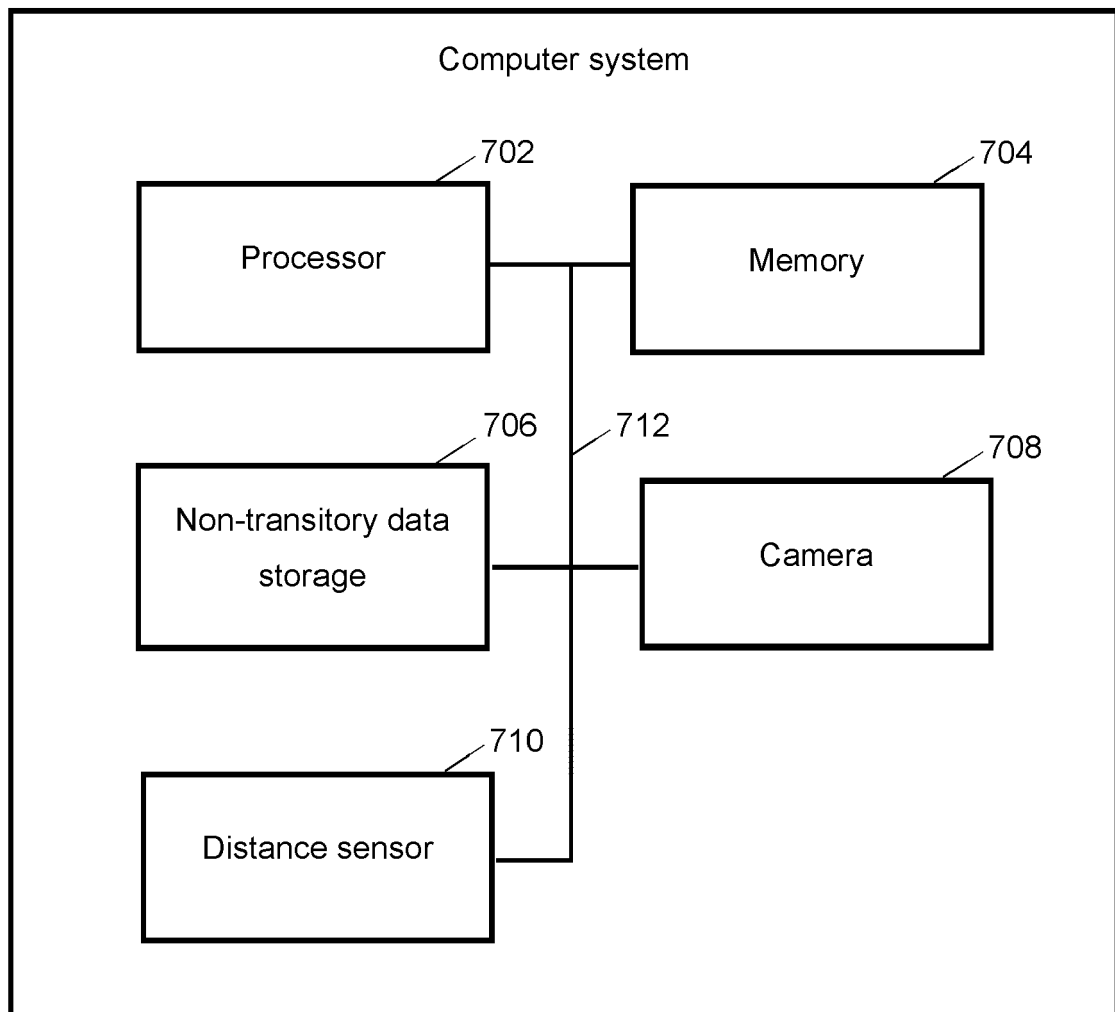 Computer system
702
704
Processor
Memory
706
712
708
Non-transitory data
storage
Camera
710
Distance sensor